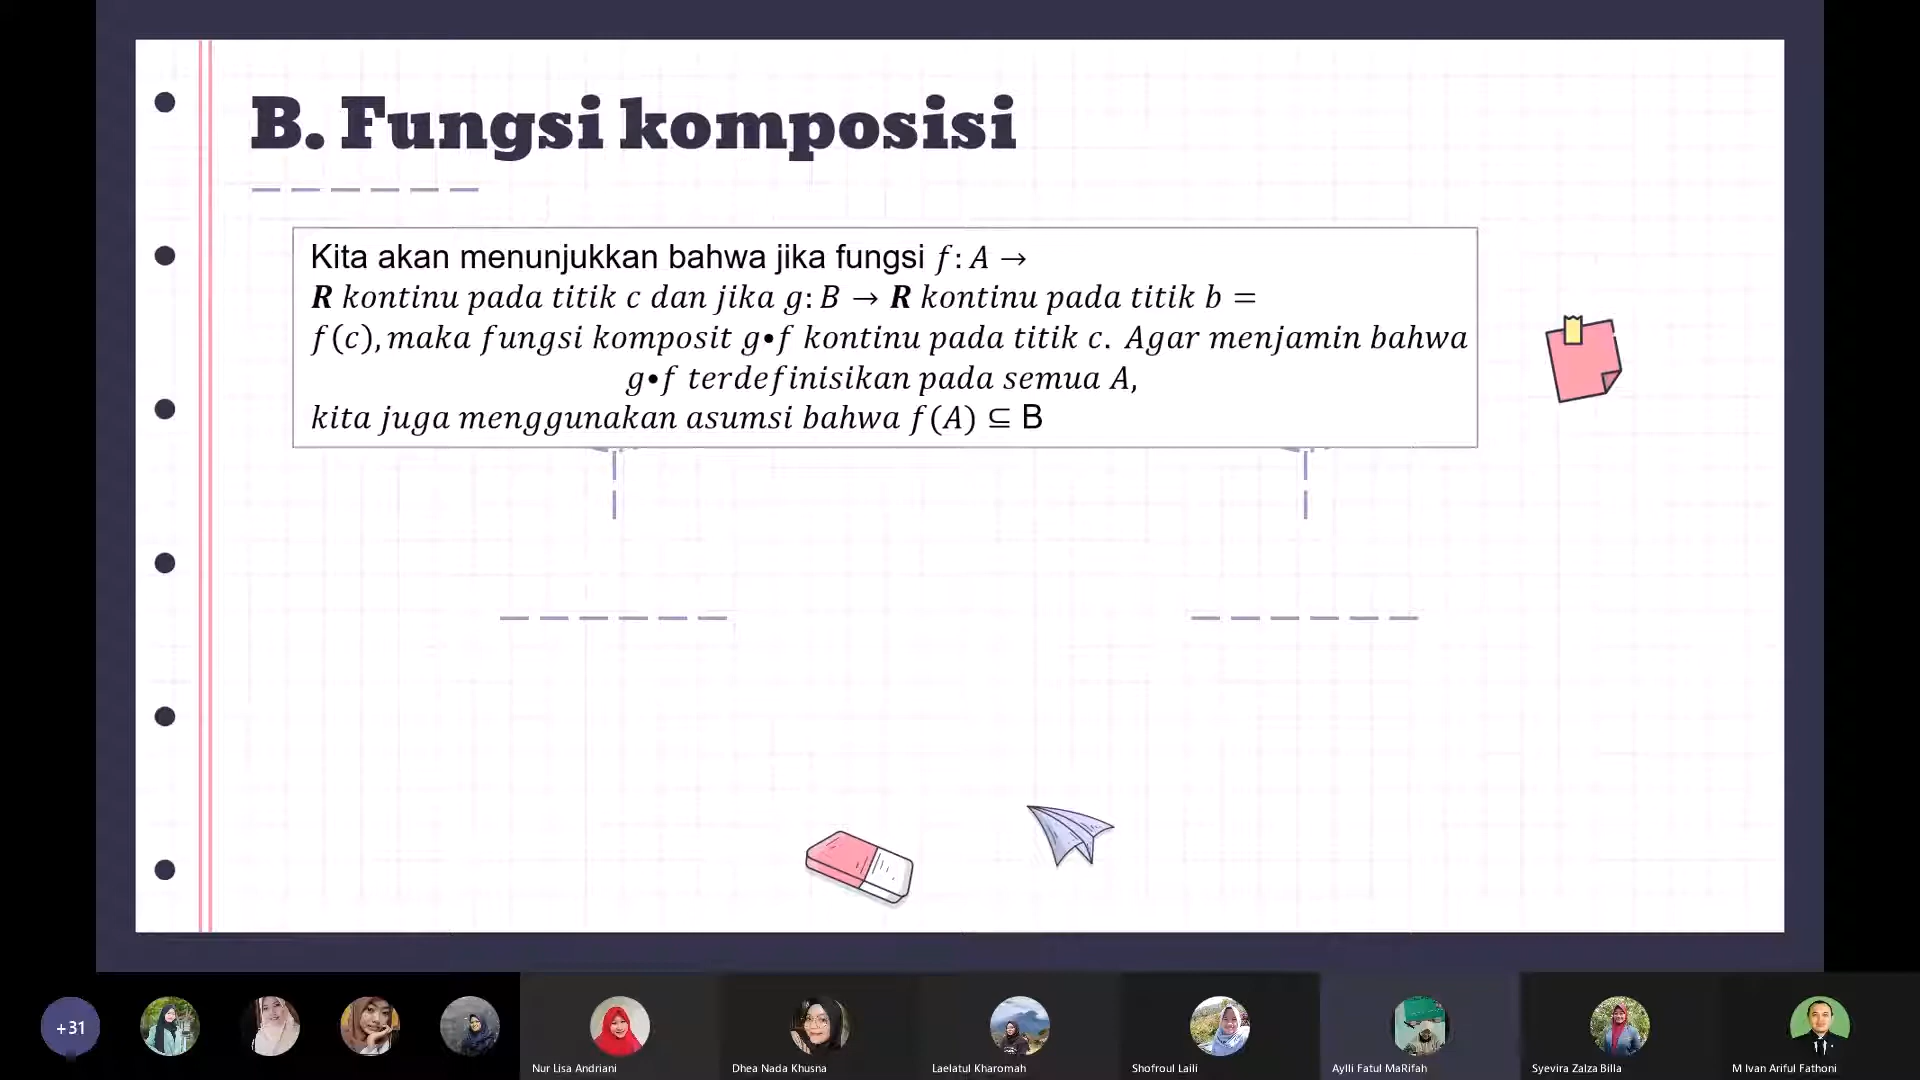 B. Fungsi komposisi
Kita akan menunjukkan bahwa jika fungsi f: A →
R kontinu pada titik c dan jika g: B → R kontinu pada titik b =
f(c), maka fungsi komposit g•f kontinu pada titik c. Agar menjamin bahwa
g•f terdefinisikan pada semua A,
kita juga menggunakan asumsi bahwa f(A) ⊆ B
+31
Nur Lisa Andriani
Dhea Nada Khusna
Laelatul Kharomah
Shofroul Laili
Aylli Fatul MaRifah
Syevira Zalza Billa
M Ivan Ariful Fathoni